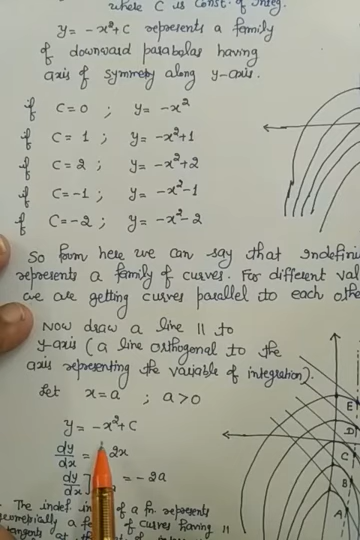 where C is const. of integ.
y = -x²+C represents a family
of downward parabolas having
axis of symmetry along y-axis.
if C=0 ; y = -x²
if C = 1 ; y = -x²+1
if C = 2 ; y = -x²+2
if C=-1 ; y = -x²-1
if C=-2 ; y = -x²-2
So from here we can say that indefini
represents a family of curves. For different val
we are getting curves parallel to each othe
Now draw a line || to
y-axis (a line orthogonal to the
axis representing the variable of integration).
Let x=a ; a>0
y = -x²+C
dy/dx = 2x
dy/dx] = -2a
The indef. of a fn. represents
geometrically a of curves having ||
tangents at
E
D
C
B
A